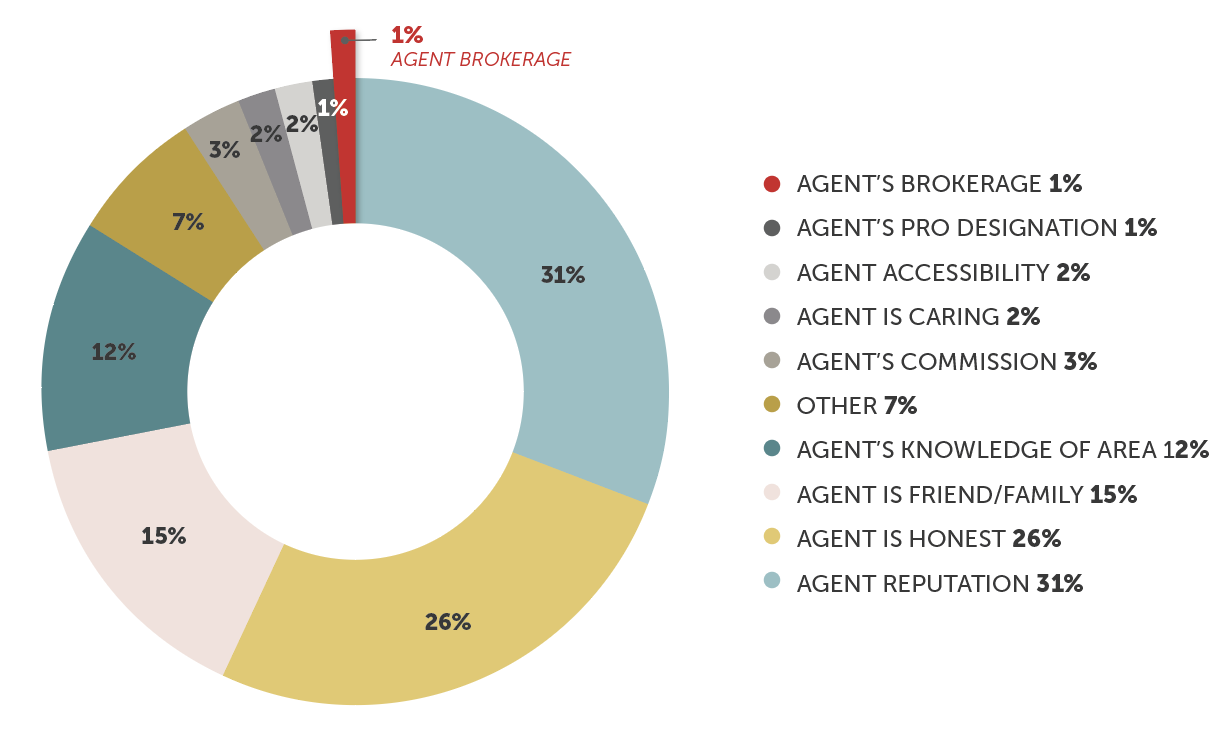 1%
AGENT BROKERAGE
1%
2%
2%
3%
7%
31%
12%
15%
26%
AGENT'S BROKERAGE 1%
AGENT'S PRO DESIGNATION 1%
AGENT ACCESSIBILITY 2%
AGENT IS CARING 2%
AGENT'S COMMISSION 3%
OTHER 7%
AGENT'S KNOWLEDGE OF AREA 12%
AGENT IS FRIEND/FAMILY 15%
AGENT IS HONEST 26%
AGENT REPUTATION 31%